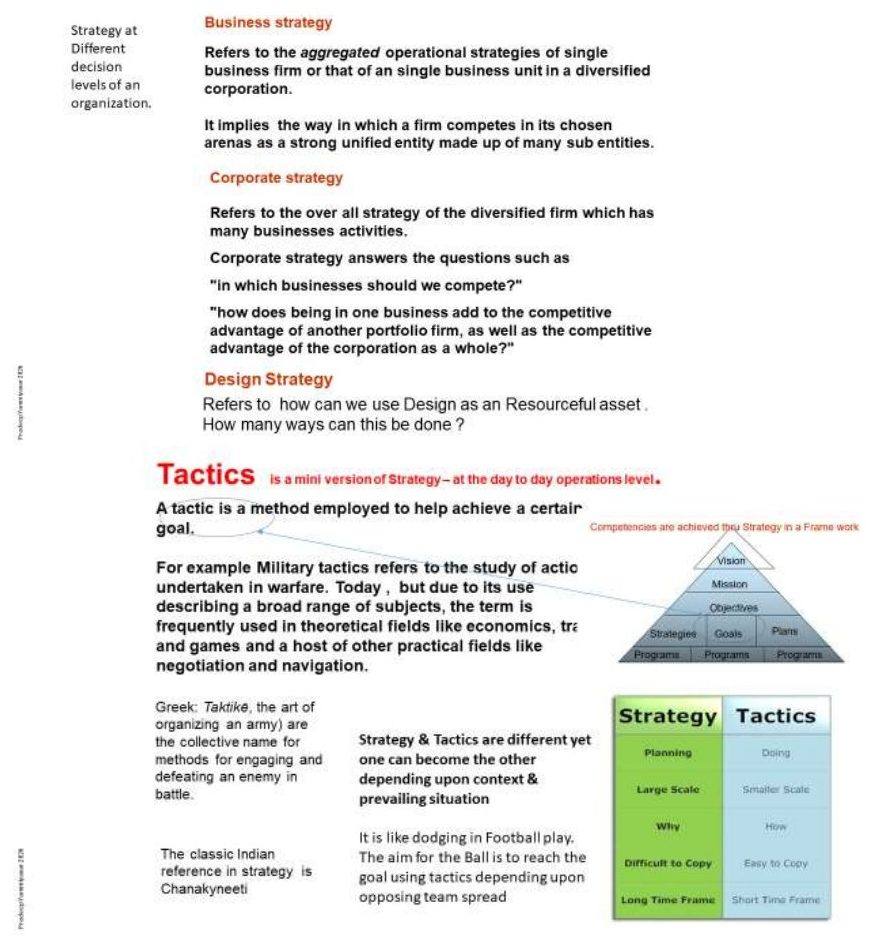 Strategy at
Different
decision
levels of an
organization.
Business strategy
Refers to the aggregated operational strategies of single
business firm or that of an single business unit in a diversified
corporation.
It implies the way in which a firm competes in its chosen
arenas as a strong unified entity made up of many sub entities.
Corporate strategy
Refers to the over all strategy of the diversified firm which has
many businesses activities.
Corporate strategy answers the questions such as
"in which businesses should we compete?"
"how does being in one business add to the competitive
advantage of another portfolio firm, as well as the competitive
advantage of the corporation as a whole?"
Design Strategy
Refers to how can we use Design as an Resourceful asset .
How many ways can this be done ?
Tactics is a mini version of Strategy – at the day to day operations level.
A tactic is a method employed to help achieve a certain
goal.
For example Military tactics refers to the study of actio
undertaken in warfare. Today , but due to its use
describing a broad range of subjects, the term is
frequently used in theoretical fields like economics, tra
and games and a host of other practical fields like
negotiation and navigation.
Competencies are achieved thru Strategy in a Frame work
Vision
Mission
Objectives
Strategies Goals Plans
Programs Programs Programs
Greek: Taktikē, the art of
organizing an army) are
the collective name for
methods for engaging and
defeating an enemy in
battle.
The classic Indian
reference in strategy is
Chanakyneeti
Strategy & Tactics are different yet
one can become the other
depending upon context &
prevailing situation
It is like dodging in Football play.
The aim for the Ball is to reach the
goal using tactics depending upon
opposing team spread
Strategy Tactics
Planning Doing
Large Scale Smaller Scale
Why How
Difficult to Copy Easy to Copy
Long Time Frame Short Time Frame